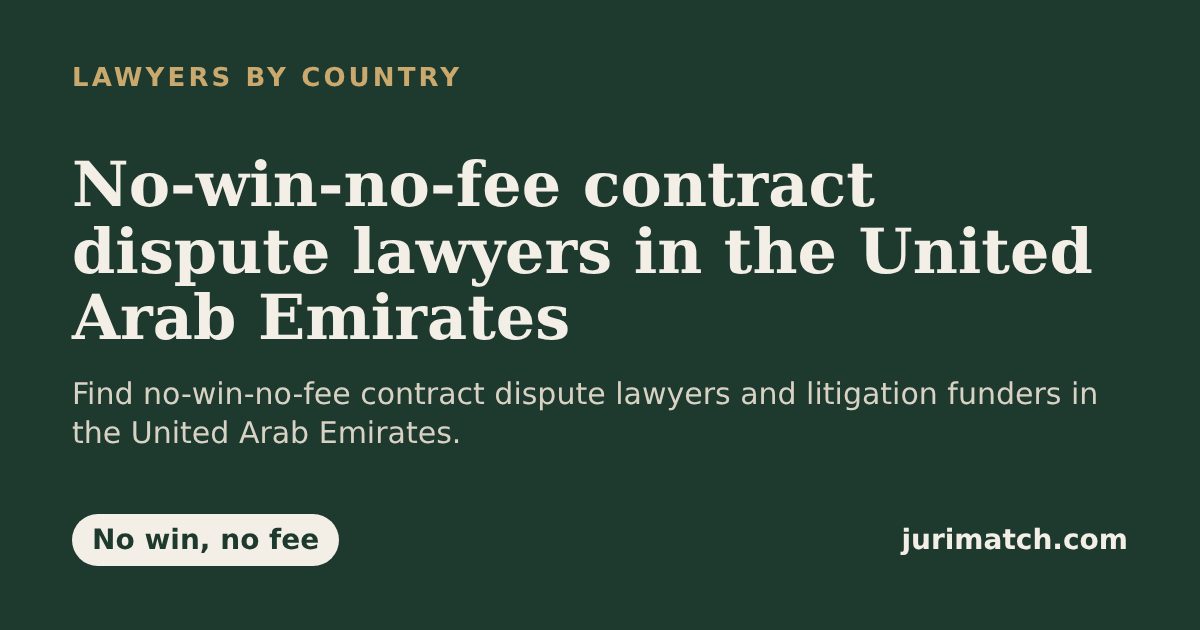 LAWYERS BY COUNTRY
No-win-no-fee contract
dispute lawyers in the United
Arab Emirates
Find no-win-no-fee contract dispute lawyers and litigation funders in
the United Arab Emirates.
No win, no fee
jurimatch.com